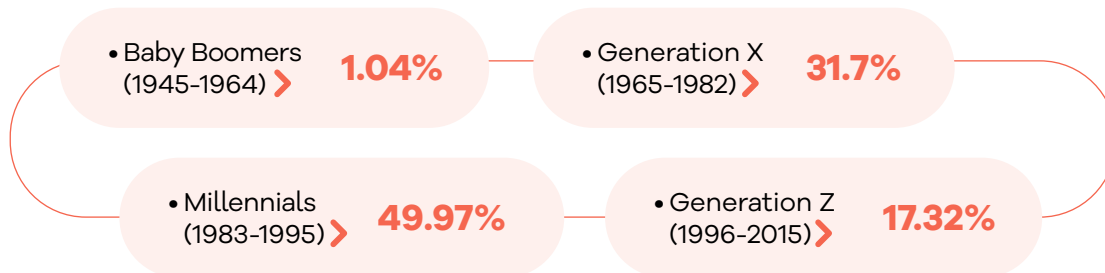 • Baby Boomers
(1945-1964)
1.04%
• Generation X
(1965-1982)
31.7%
• Millennials
(1983-1995)
49.97%
• Generation Z
(1996-2015)
17.32%